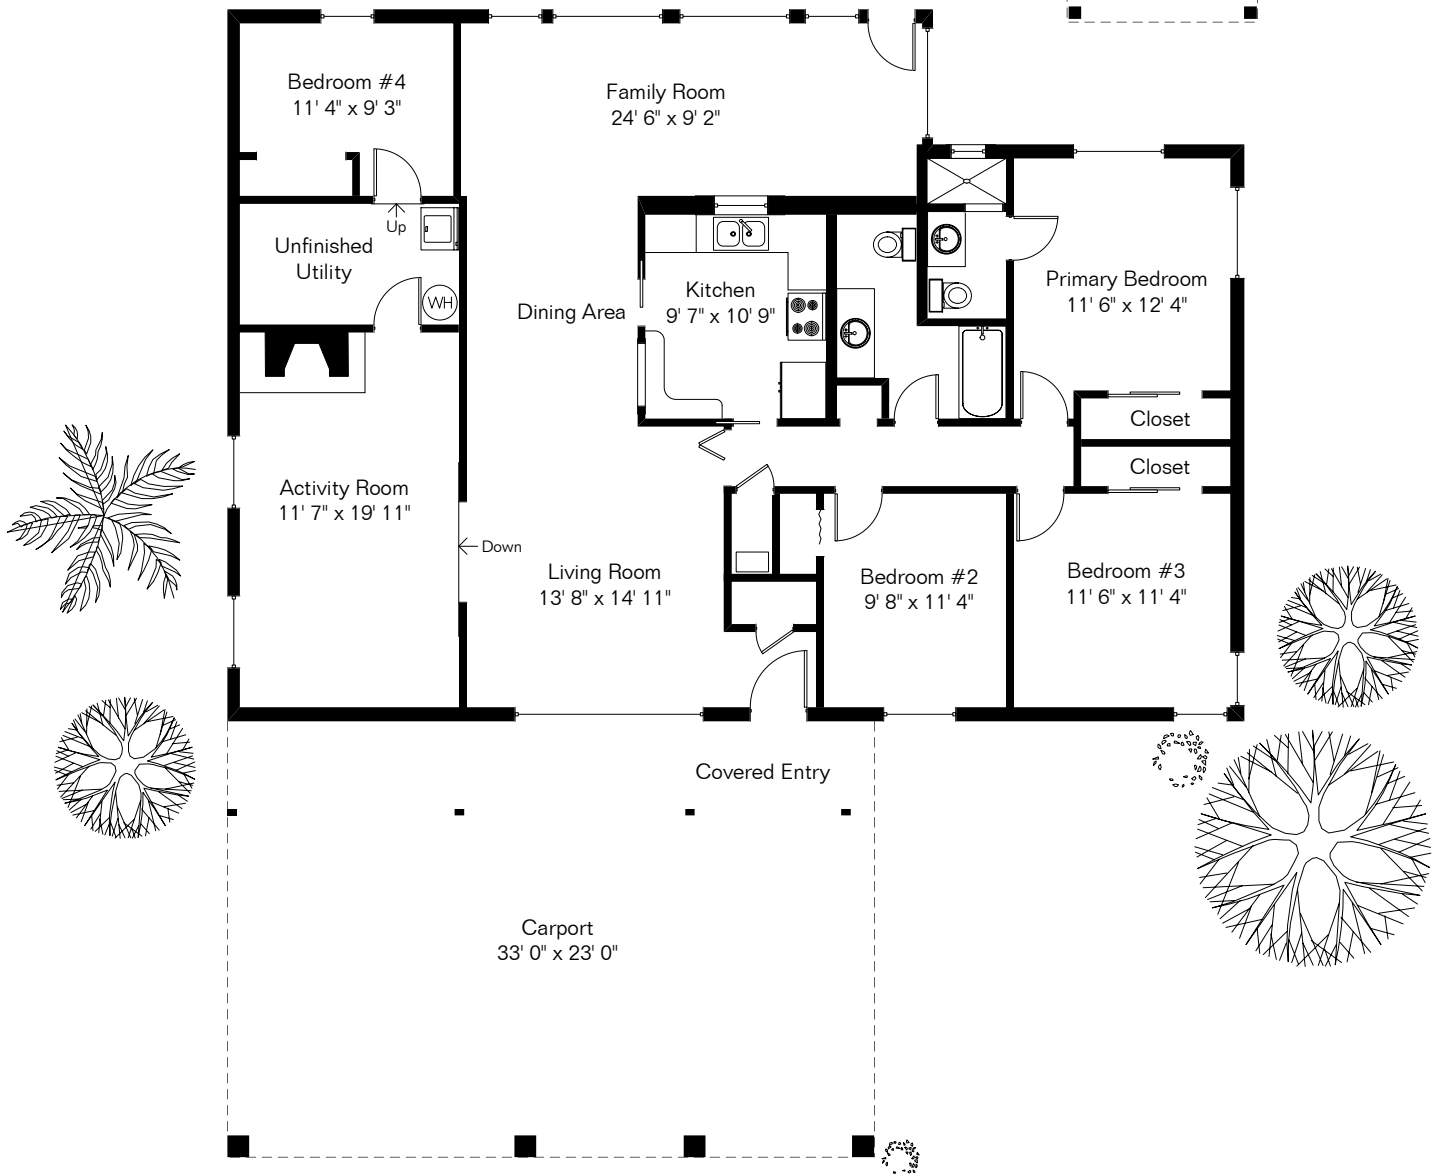 Bedroom #4
11' 4" x 9' 3"
Family Room
24' 6" x 9' 2"
Up
Unfinished
Utility
WH
Dining Area
Kitchen
9' 7" x 10' 9"
Primary Bedroom
11' 6" x 12' 4"
Closet
Closet
Activity Room
11' 7" x 19' 11"
Down
Living Room
13' 8" x 14' 11"
Bedroom #2
9' 8" x 11' 4"
Bedroom #3
11' 6" x 11' 4"
Covered Entry
Carport
33' 0" x 23' 0"